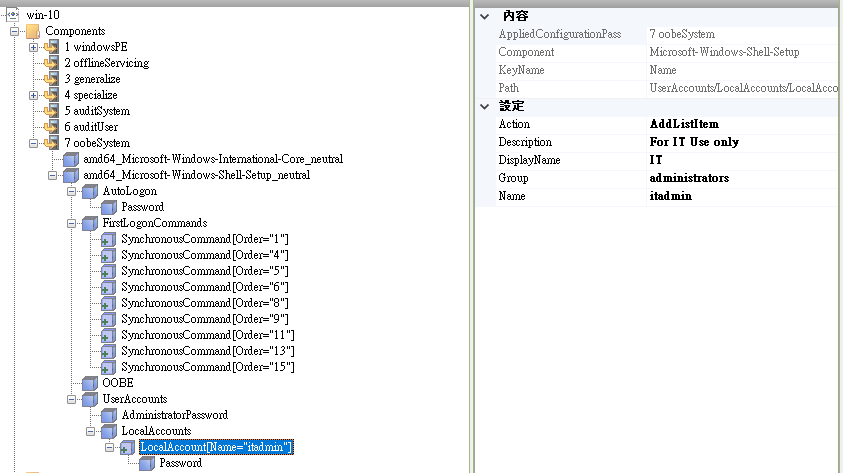 win-10
Components
1 windowsPE
2 offlineServicing
3 generalize
4 specialize
5 auditSystem
6 auditUser
7 oobeSystem
amd64_Microsoft-Windows-International-Core_neutral
amd64_Microsoft-Windows-Shell-Setup_neutral
AutoLogon
Password
FirstLogonCommands
SynchronousCommand[Order="1"]
SynchronousCommand[Order="4"]
SynchronousCommand[Order="5"]
SynchronousCommand[Order="6"]
SynchronousCommand[Order="8"]
SynchronousCommand[Order="9"]
SynchronousCommand[Order="11"]
SynchronousCommand[Order="13"]
SynchronousCommand[Order="15"]
OOBE
UserAccounts
AdministratorPassword
LocalAccounts
LocalAccount[Name="itadmin"]
Password
內容
AppliedConfigurationPass 7 oobeSystem
Component Microsoft-Windows-Shell-Setup
KeyName Name
Path UserAccounts/LocalAccounts/LocalAcco
設定
Action AddListItem
Description For IT Use only
DisplayName IT
Group administrators
Name itadmin